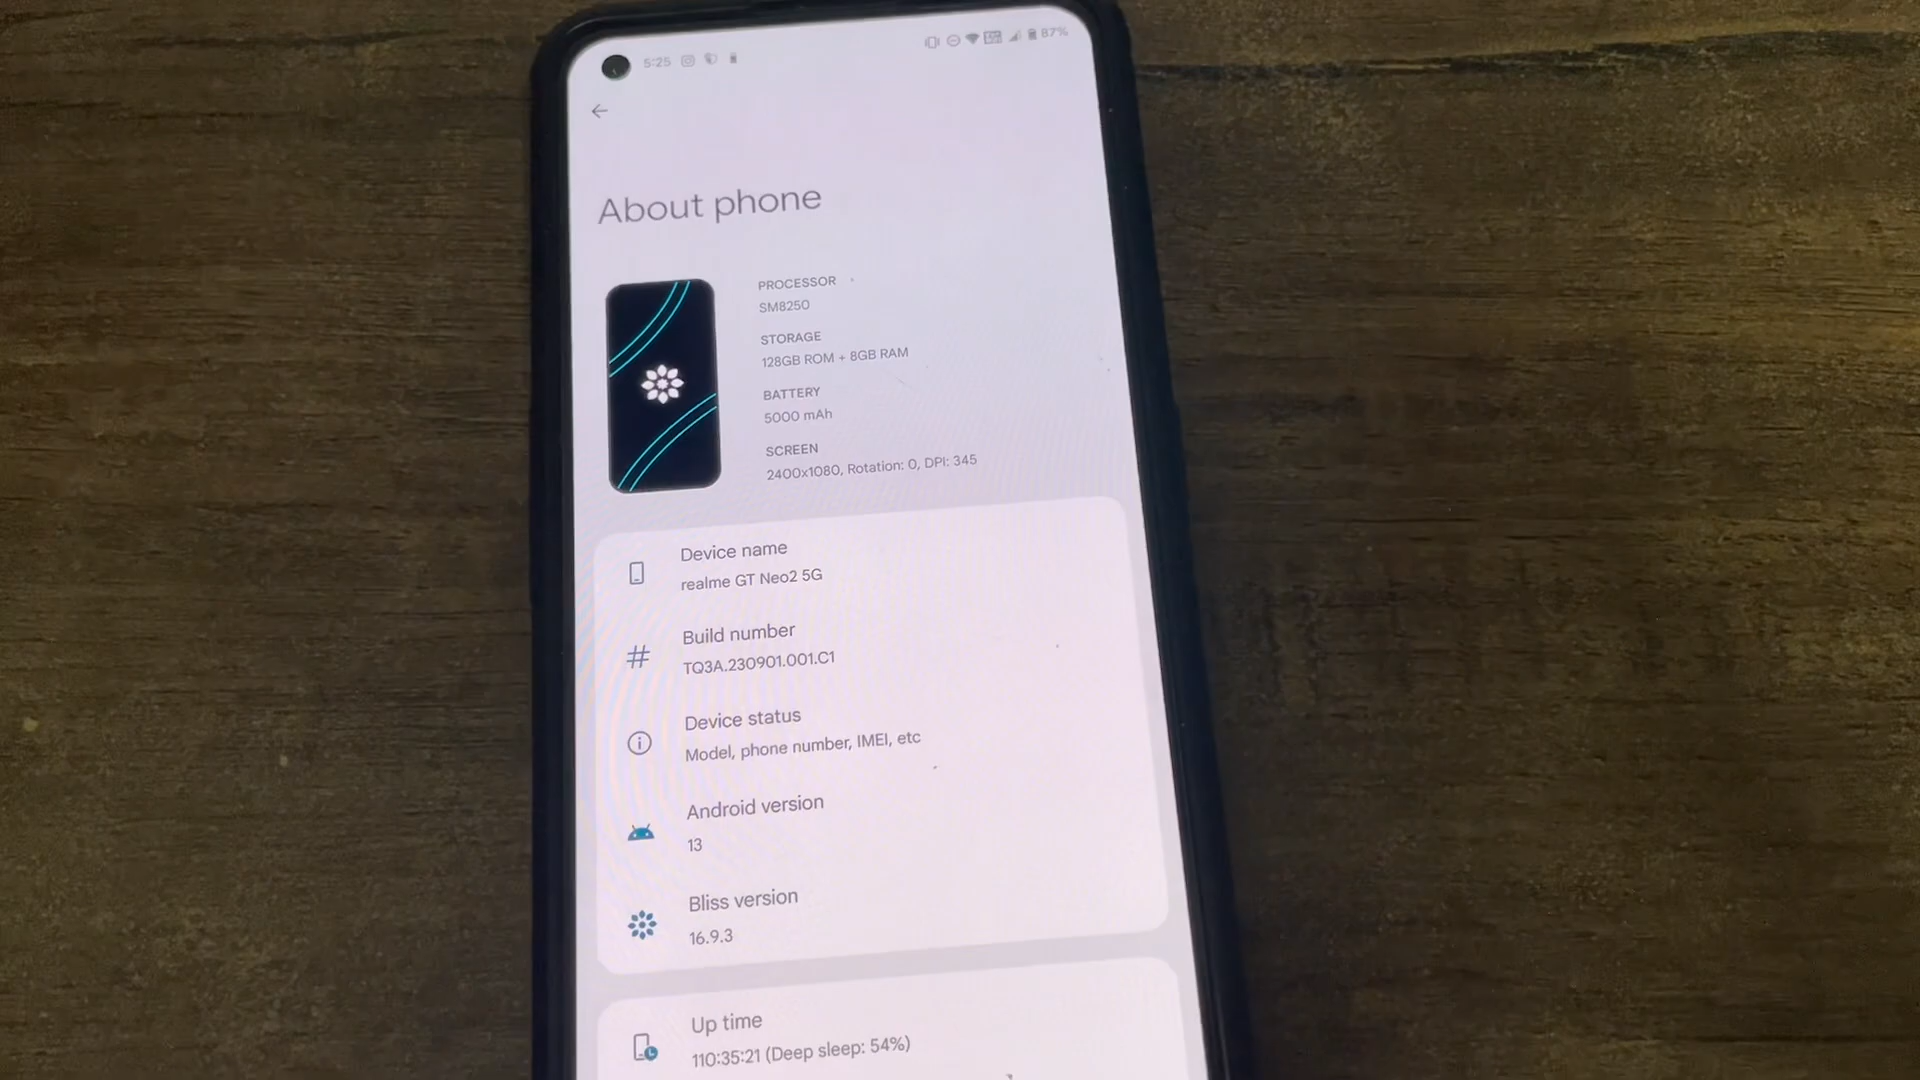 5:25
87%
About phone
PROCESSOR
SM8250
STORAGE
128GB ROM + 8GB RAM
BATTERY
5000 mAh
SCREEN
2400x1080, Rotation: 0, DPI: 345
Device name
realme GT Neo2 5G
Build number
TQ3A.230901.001.C1
Device status
Model, phone number, IMEI, etc
Android version
13
Bliss version
16.9.3
Up time
110:35:21 (Deep sleep: 54%)